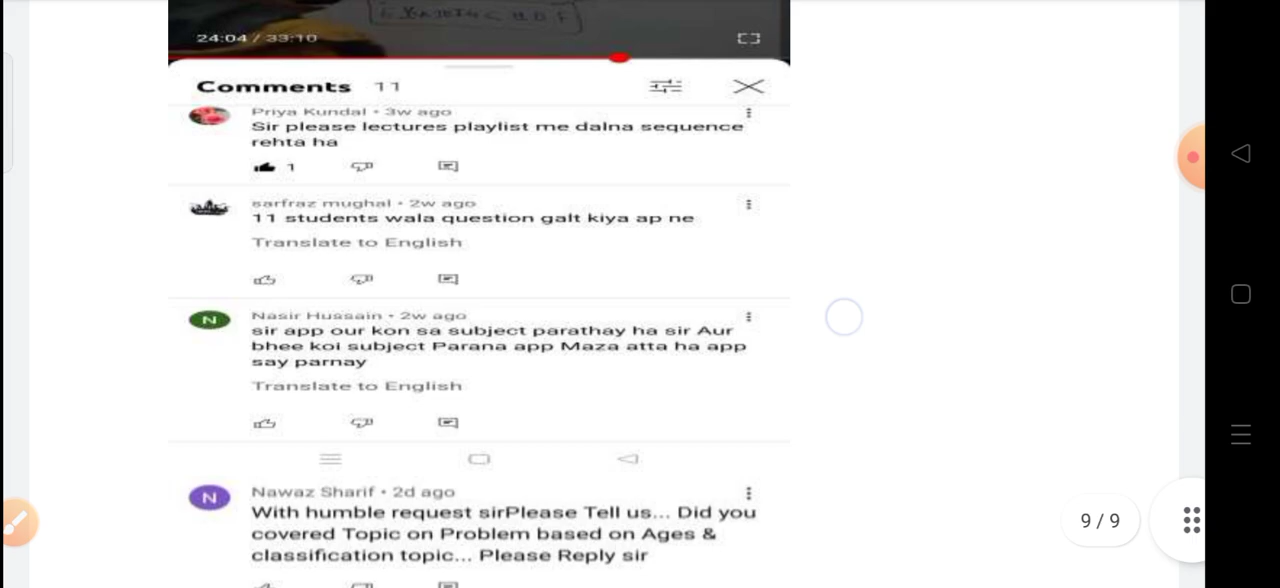 24:04 / 33:10
Comments 11
Priya Kundal • 3w ago
Sir please lectures playlist me dalna sequence
rehta ha
1
sarfraz mughal • 2w ago
11 students wala question galt kiya ap ne
Translate to English
N
Nasir Hussain • 2w ago
sir app our kon sa subject parathay ha sir Aur
bhee koi subject Parana app Maza atta ha app
say parnay
Translate to English
N
Nawaz Sharif • 2d ago
With humble request sirPlease Tell us... Did you
covered Topic on Problem based on Ages &
classification topic... Please Reply sir
9 / 9